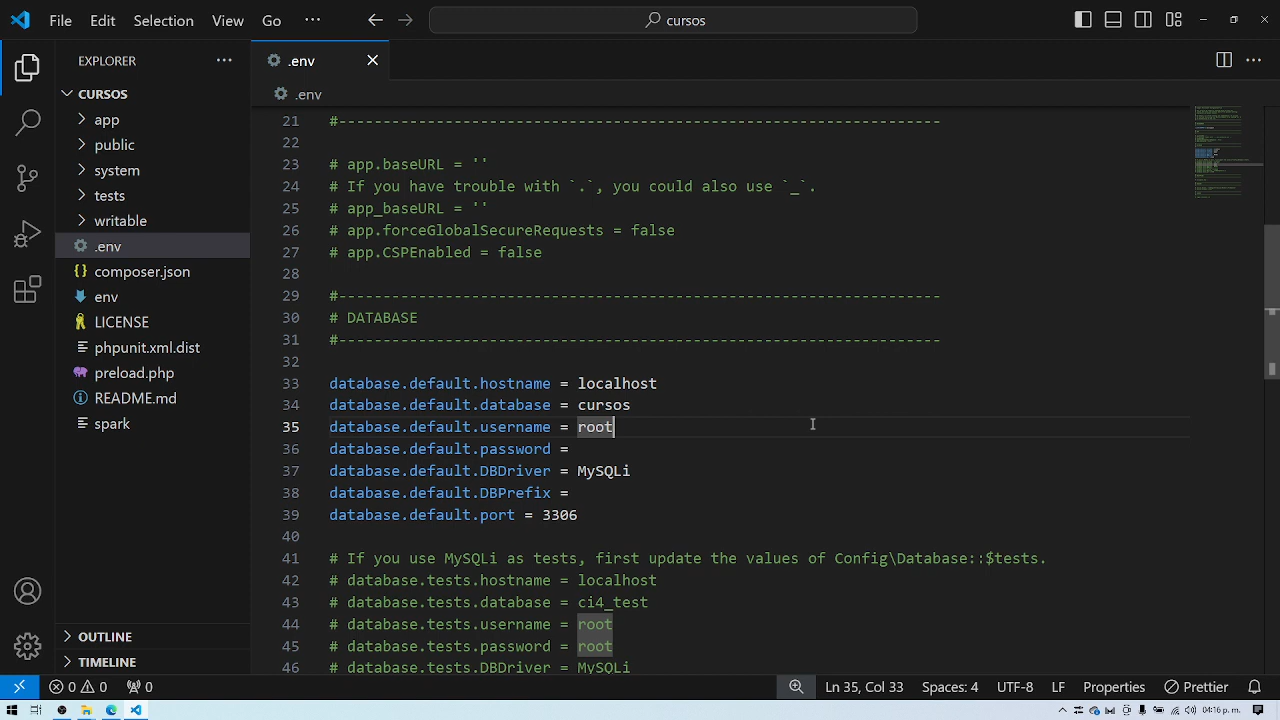 File Edit Selection View Go ··· cursos
EXPLORER ···
.env
CURSOS
.env
app
public
system
tests
writable
.env
composer.json
env
LICENSE
phpunit.xml.dist
preload.php
README.md
spark
OUTLINE
TIMELINE
21 #--------------------------------------------------------------------
22
23 # app.baseURL = ''
24 # If you have trouble with `.`, you could also use `_`.
25 # app_baseURL = ''
26 # app.forceGlobalSecureRequests = false
27 # app.CSPEnabled = false
28
29 #--------------------------------------------------------------------
30 # DATABASE
31 #--------------------------------------------------------------------
32
33 database.default.hostname = localhost
34 database.default.database = cursos
35 database.default.username = root
36 database.default.password =
37 database.default.DBDriver = MySQLi
38 database.default.DBPrefix =
39 database.default.port = 3306
40
41 # If you use MySQLi as tests, first update the values of Config\Database::$tests.
42 # database.tests.hostname = localhost
43 # database.tests.database = ci4_test
44 # database.tests.username = root
45 # database.tests.password = root
46 # database.tests.DBDriver = MySQLi
0 0 0 Ln 35, Col 33 Spaces: 4 UTF-8 LF Properties Prettier
04:16 p.m.